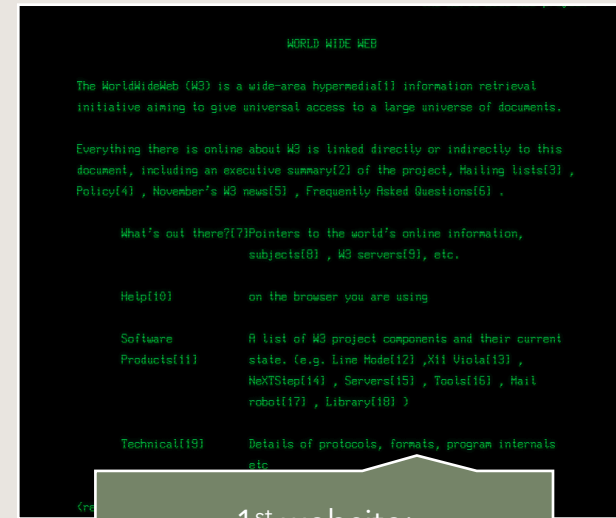 WORLD WIDE WEB
The WorldWideWeb (W3) is a wide-area hypermedia[1] information retrieval
initiative aiming to give universal access to a large universe of documents.
Everything there is online about W3 is linked directly or indirectly to this
document, including an executive summary[2] of the project, Mailing lists[3] ,
Policy[4] , November's W3 news[5] , Frequently Asked Questions[6] .
What's out there?[7]Pointers to the world's online information,
subjects[8] , W3 servers[9], etc.
Help[10] on the browser you are using
Software A list of W3 project components and their current
Products[11] state. (e.g. Line Mode[12] ,X11 Viola[13] ,
NeXTStep[14] , Servers[15] , Tools[16] , Mail
robot[17] , Library[18] )
Technical[19] Details of protocols, formats, program internals
etc
1st